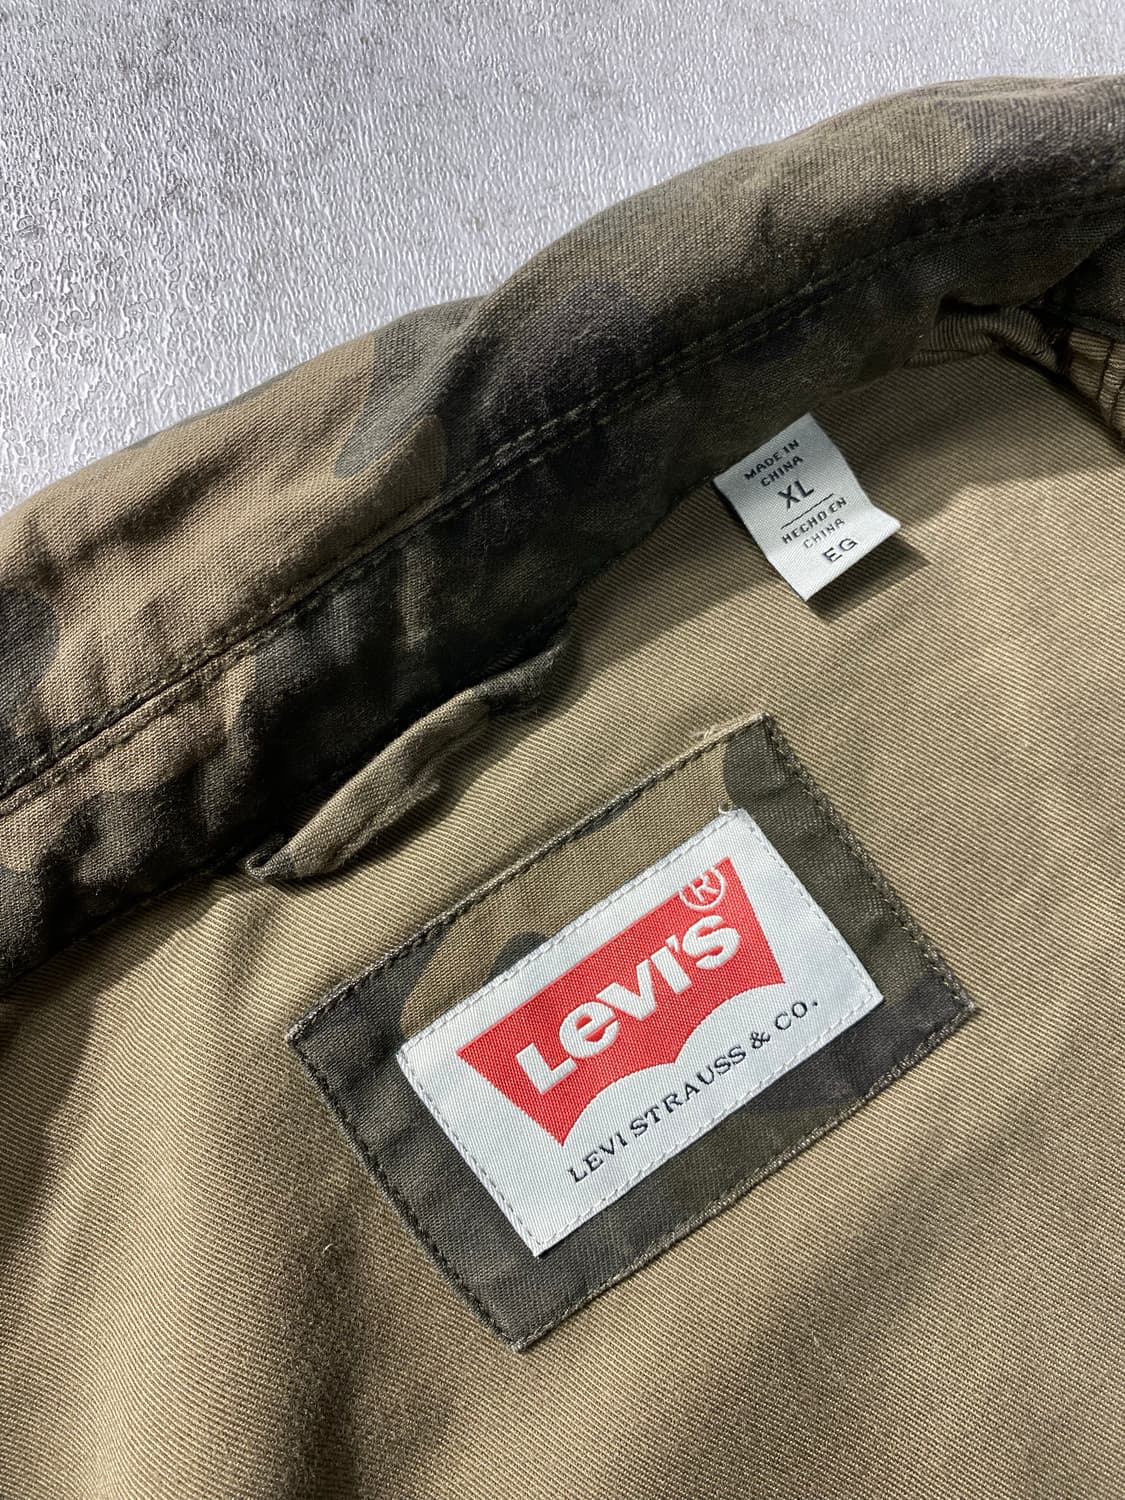 MADE IN
CHINA
XL
HECHO EN
CHINA
EG
Levi's®
LEVI STRAUSS & CO.